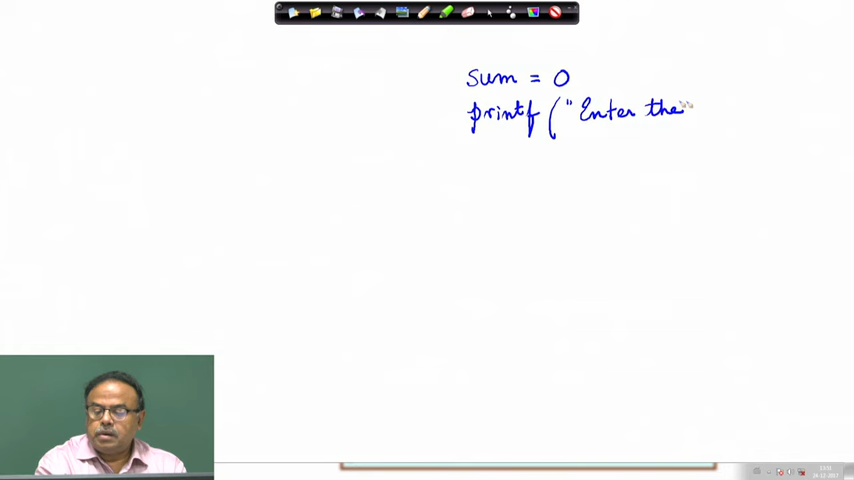 sum = 0
printf ("Enter the